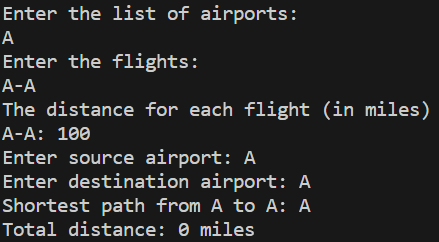 Enter the list of airports:
A
Enter the flights:
A-A
The distance for each flight (in miles)
A-A: 100
Enter source airport: A
Enter destination airport: A
Shortest path from A to A: A
Total distance: 0 miles